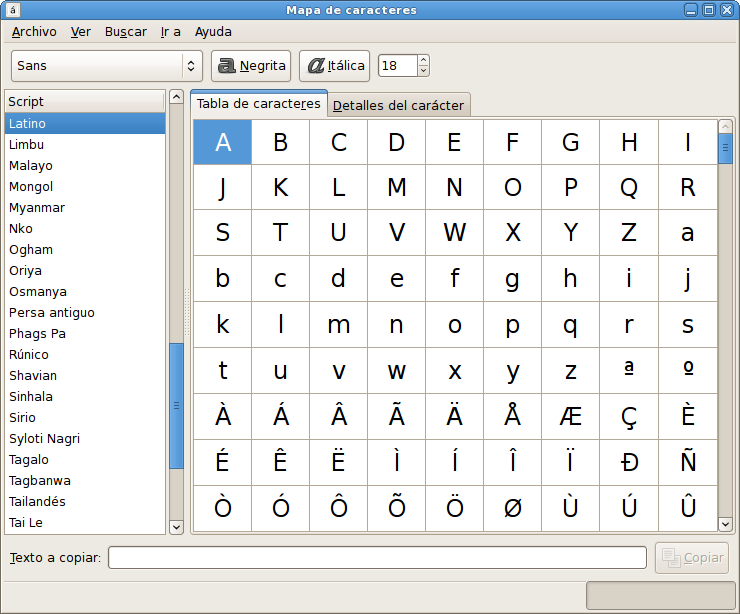 á Mapa de caracteres
Archivo Ver Buscar Ir a Ayuda
Sans a Negrita a Itálica 18
Script
Latino
Limbu
Malayo
Mongol
Myanmar
Nko
Ogham
Oriya
Osmanya
Persa antiguo
Phags Pa
Rúnico
Shavian
Sinhala
Sirio
Syloti Nagri
Tagalo
Tagbanwa
Tailandés
Tai Le
Tabla de caracteres Detalles del carácter
A B C D E F G H I
J K L M N O P Q R
S T U V W X Y Z a
b c d e f g h i j
k l m n o p q r s
t u v w x y z ª º
À Á Â Ã Ä Å Æ Ç È
É Ê Ë Ì Í Î Ï Ð Ñ
Ò Ó Ô Õ Ö Ø Ù Ú Û
Texto a copiar: Copiar